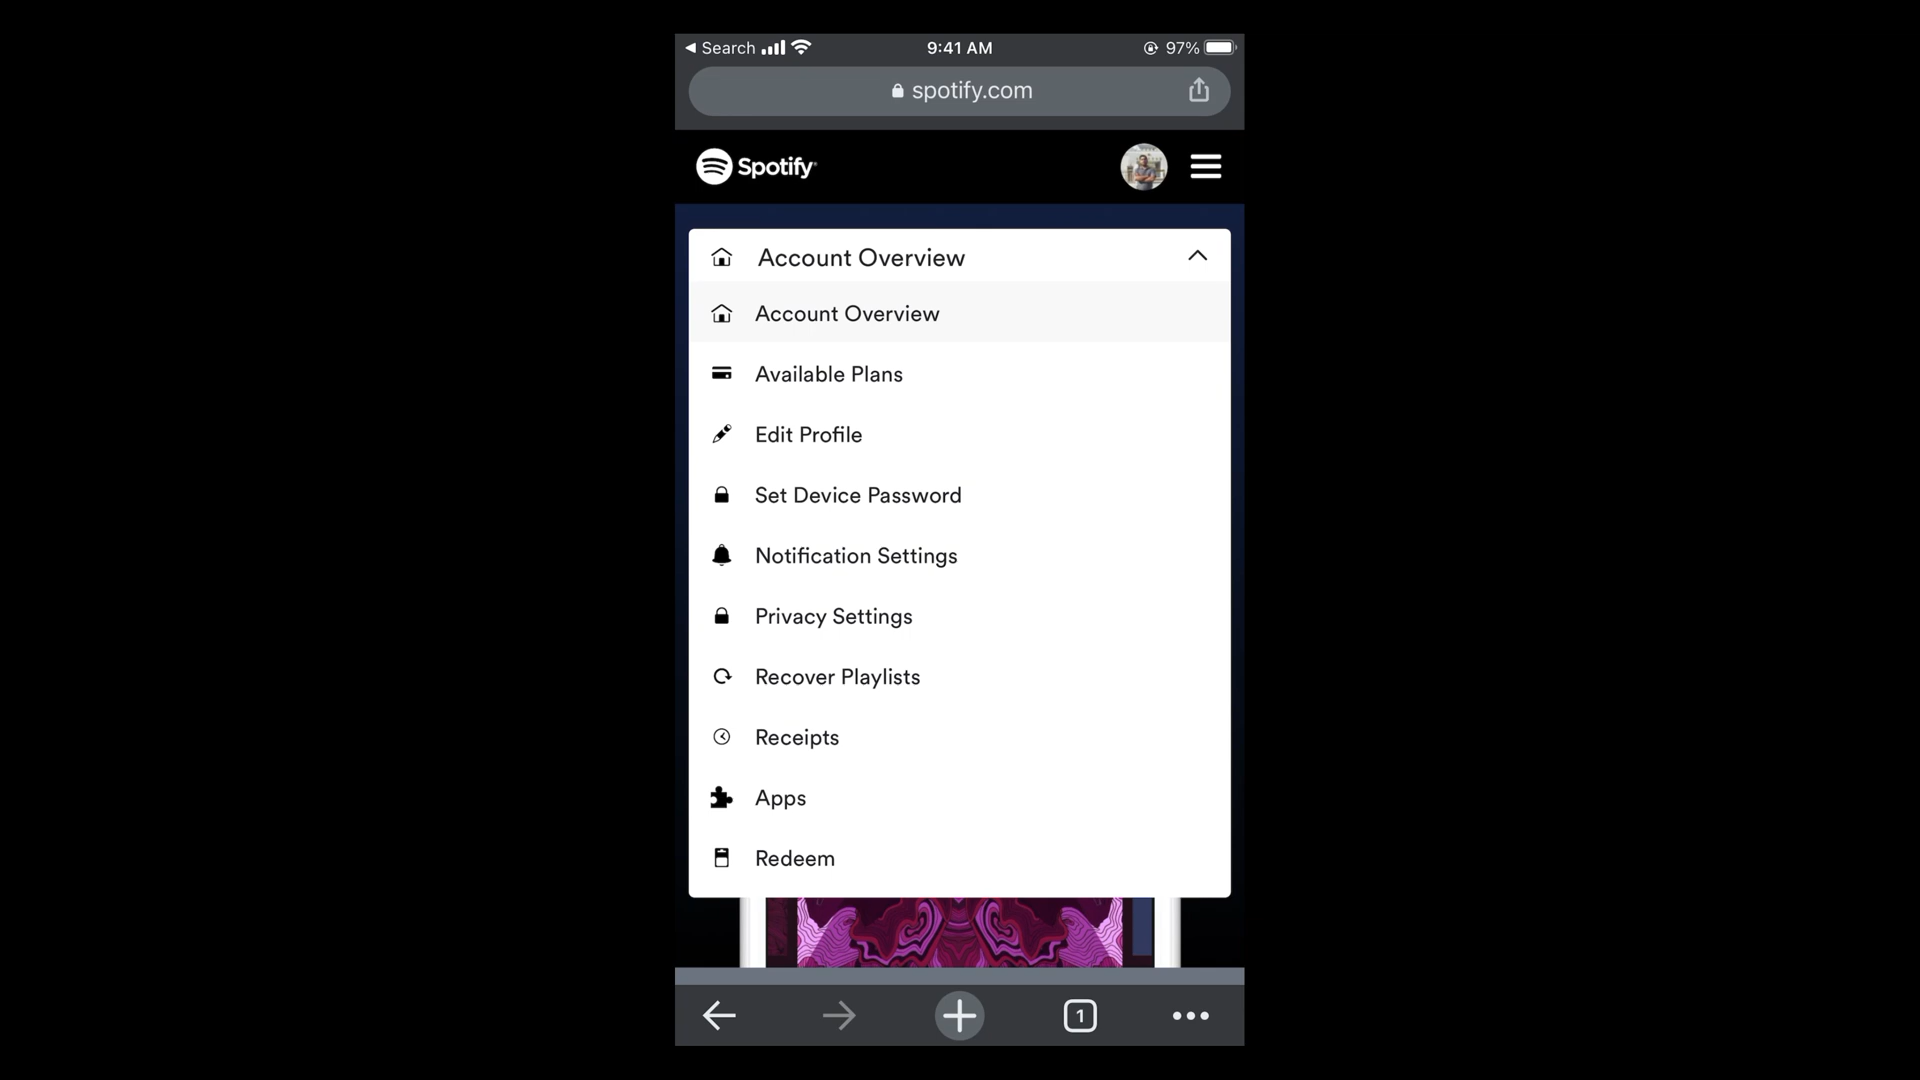 Search 9:41 AM 97%
spotify.com
Spotify
Account Overview
Account Overview
Available Plans
Edit Profile
Set Device Password
Notification Settings
Privacy Settings
Recover Playlists
Receipts
Apps
Redeem
1